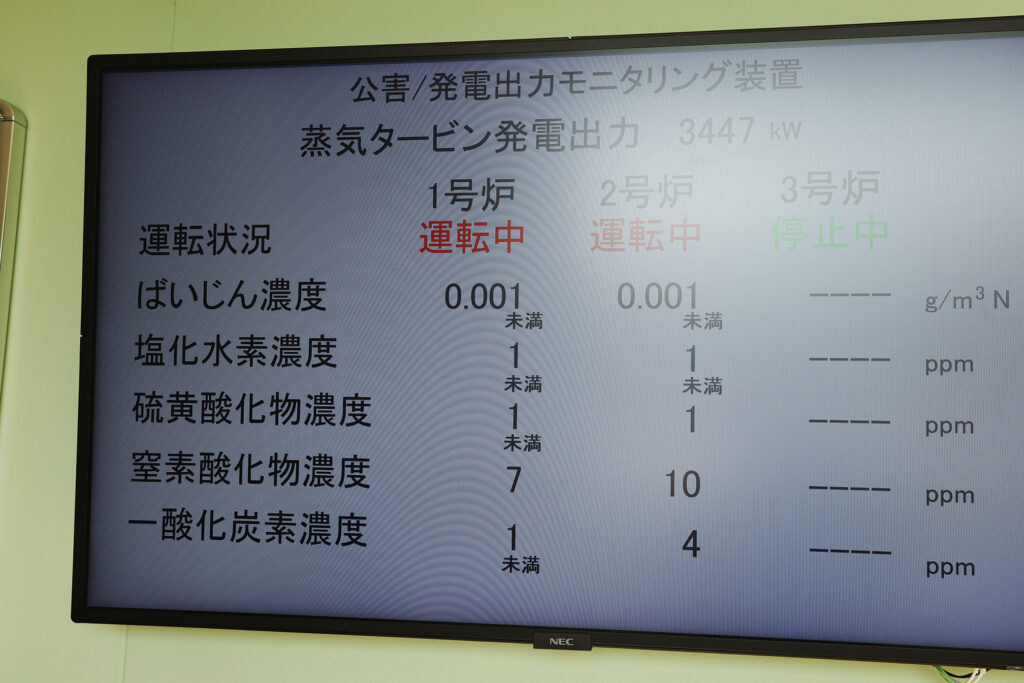 公害/発電出力モニタリング装置
蒸気タービン発電出力 3447 kW
1号炉 2号炉 3号炉
運転状況 運転中 運転中 停止中
ばいじん濃度 0.001 0.001 ---- g/m³N
未満 未満
塩化水素濃度 1 1 ---- ppm
未満 未満
硫黄酸化物濃度 1 1 ---- ppm
未満
窒素酸化物濃度 7 10 ---- ppm
一酸化炭素濃度 1 4 ---- ppm
未満
NEC